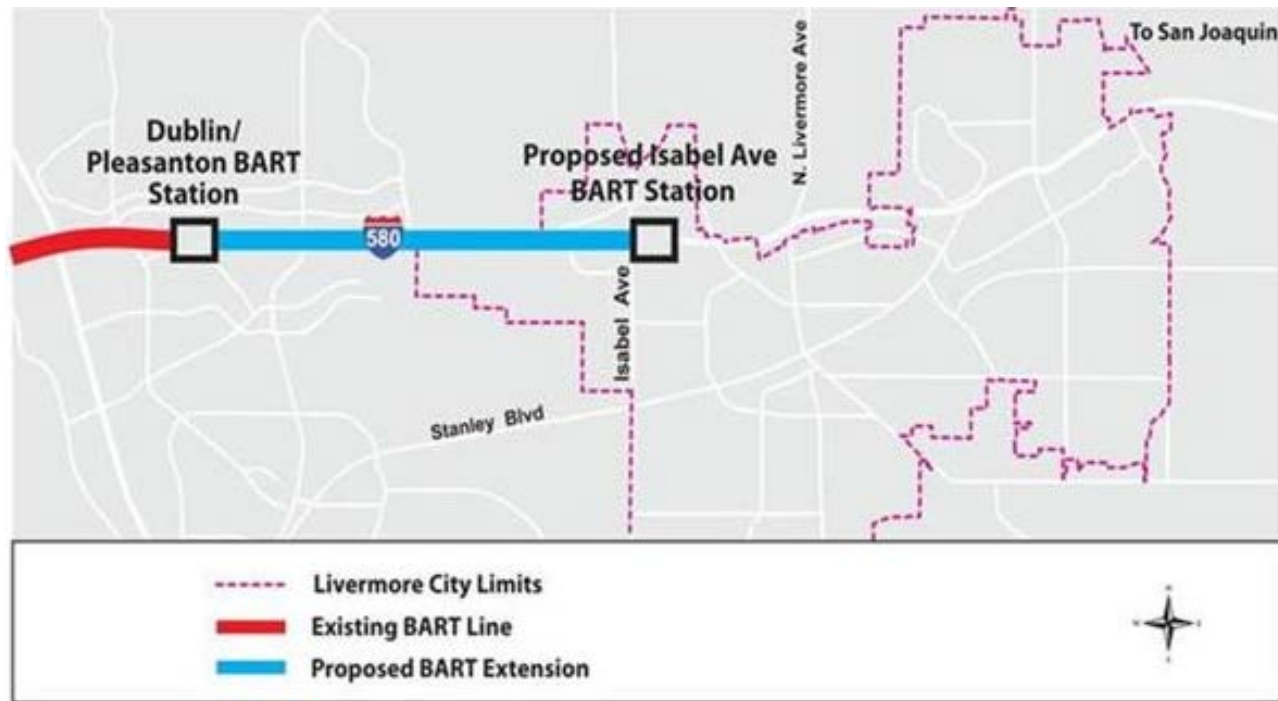 To San Joaquin
N. Livermore Ave
Dublin/
Pleasanton BART
Station
Proposed Isabel Ave
BART Station
580
Isabel Ave
Stanley Blvd
Livermore City Limits
Existing BART Line
Proposed BART Extension